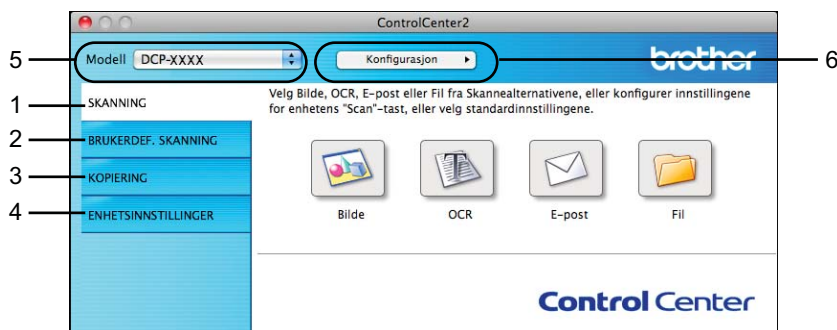 ControlCenter2
5
Modell DCP-XXXX
Konfigurasjon
6
brother
Velg Bilde, OCR, E-post eller Fil fra Skannealternativene, eller konfigurer innstillingene
for enhetens "Scan"-tast, eller velg standardinnstillingene.
1
SKANNING
2
BRUKERDEF. SKANNING
3
KOPIERING
4
ENHETSINNSTILLINGER
Bilde
OCR
E-post
Fil
Control Center